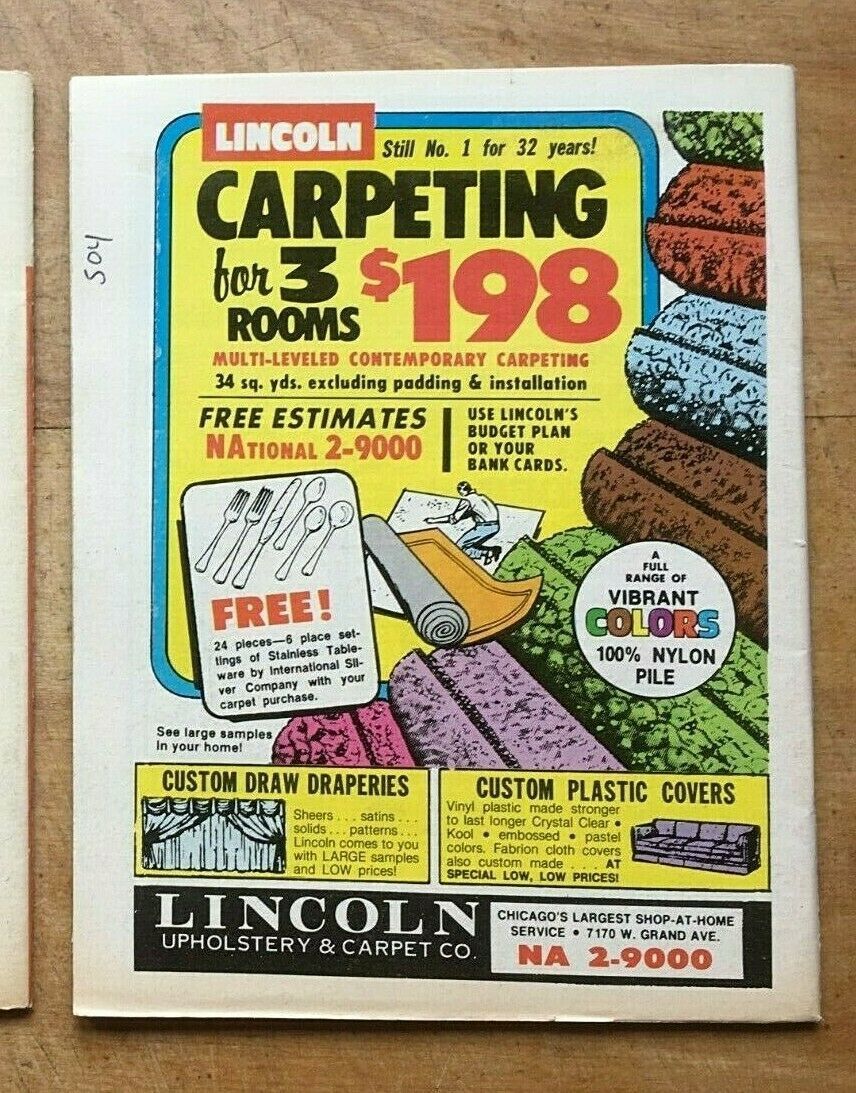 504
LINCOLN
Still No. 1 for 32 years!
CARPETING
for 3
ROOMS
$198
MULTI-LEVELED CONTEMPORARY CARPETING
34 sq. yds. excluding padding & installation
FREE ESTIMATES
NATIONAL 2-9000
USE LINCOLN'S
BUDGET PLAN
OR YOUR
BANK CARDS.
FREE!
24 pieces—6 place set-
tings of Stainless Table-
ware by International Sil-
ver Company with your
carpet purchase.
See large samples
in your home!
A
FULL
RANGE OF
VIBRANT
COLORS
100% NYLON
PILE
CUSTOM DRAW DRAPERIES
Sheers . . . satins . . .
solids . . . patterns . . .
Lincoln comes to you
with LARGE samples
and LOW prices!
CUSTOM PLASTIC COVERS
Vinyl plastic made stronger
to last longer Crystal Clear •
Kool • embossed • pastel
colors. Fabrion cloth covers
also custom made . . . AT
SPECIAL LOW, LOW PRICES!
LINCOLN
UPHOLSTERY & CARPET CO.
CHICAGO'S LARGEST SHOP-AT-HOME
SERVICE • 7170 W. GRAND AVE.
NA 2-9000